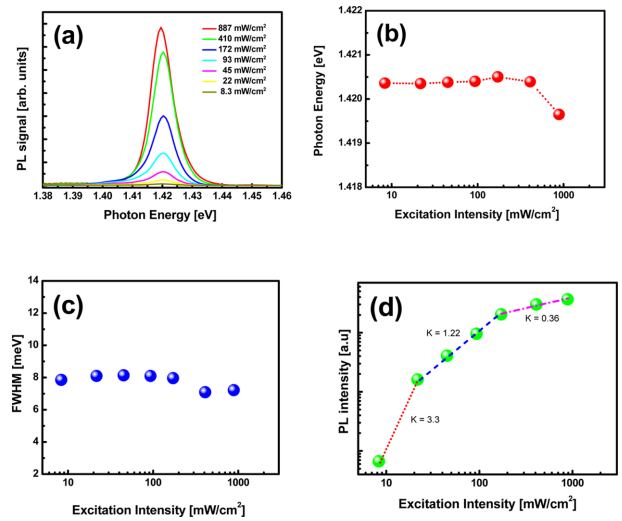 (a)
887 mW/cm²
410 mW/cm²
172 mW/cm²
93 mW/cm²
45 mW/cm²
22 mW/cm²
8.3 mW/cm²
PL signal [arb. units]
1.38 1.39 1.40 1.41 1.42 1.43 1.44 1.45 1.46
Photon Energy [eV]
(b)
1.422
1.421
1.420
1.419
1.418
Photon Energy [eV]
10 100 1000
Excitation Intensity [mW/cm²]
(c)
14
12
10
8
6
4
2
FWHM [meV]
10 100 1000
Excitation Intensity [mW/cm²]
(d)
K = 0.36
K = 1.22
K = 3.3
PL intensity [a.u]
10 100 1000
Excitation Intensity [mW/cm²]